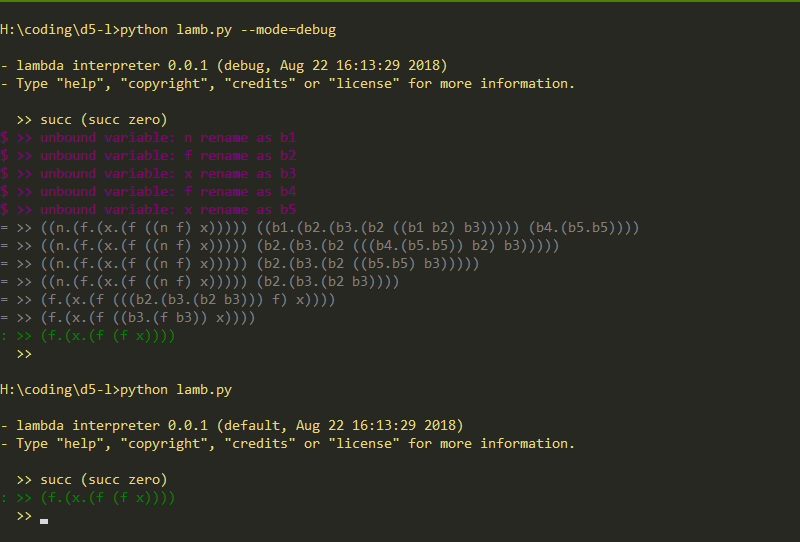 H:\coding\d5-l>python lamb.py --mode=debug
- lambda interpreter 0.0.1 (debug, Aug 22 16:13:29 2018)
- Type "help", "copyright", "credits" or "license" for more information.
>> succ (succ zero)
$ >> unbound variable: n rename as b1
$ >> unbound variable: f rename as b2
$ >> unbound variable: x rename as b3
$ >> unbound variable: f rename as b4
$ >> unbound variable: x rename as b5
= >> ((n.(f.(x.(f ((n f) x))))) ((b1.(b2.(b3.(b2 ((b1 b2) b3))))) (b4.(b5.b5))))
= >> ((n.(f.(x.(f ((n f) x))))) (b2.(b3.(b2 (((b4.(b5.b5)) b2) b3)))))
= >> ((n.(f.(x.(f ((n f) x))))) (b2.(b3.(b2 ((b5.b5) b3)))))
= >> ((n.(f.(x.(f ((n f) x))))) (b2.(b3.(b2 b3))))
= >> (f.(x.(f (((b2.(b3.(b2 b3))) f) x))))
= >> (f.(x.(f ((b3.(f b3)) x))))
: >> (f.(x.(f (f x))))
>>
H:\coding\d5-l>python lamb.py
- lambda interpreter 0.0.1 (default, Aug 22 16:13:29 2018)
- Type "help", "copyright", "credits" or "license" for more information.
>> succ (succ zero)
: >> (f.(x.(f (f x))))
>>